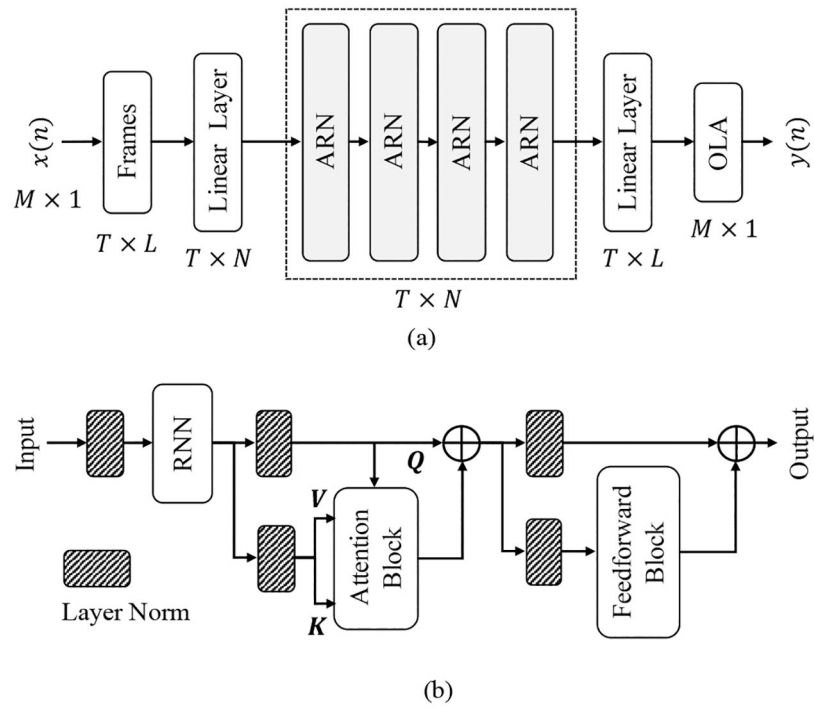 x(n)
M × 1
Frames
T × L
Linear Layer
T × N
ARN
ARN
ARN
ARN
T × N
Linear Layer
T × L
OLA
M × 1
y(n)
(a)
Input
RNN
Q
V
K
Attention
Block
Feedforward
Block
Output
Layer Norm
(b)